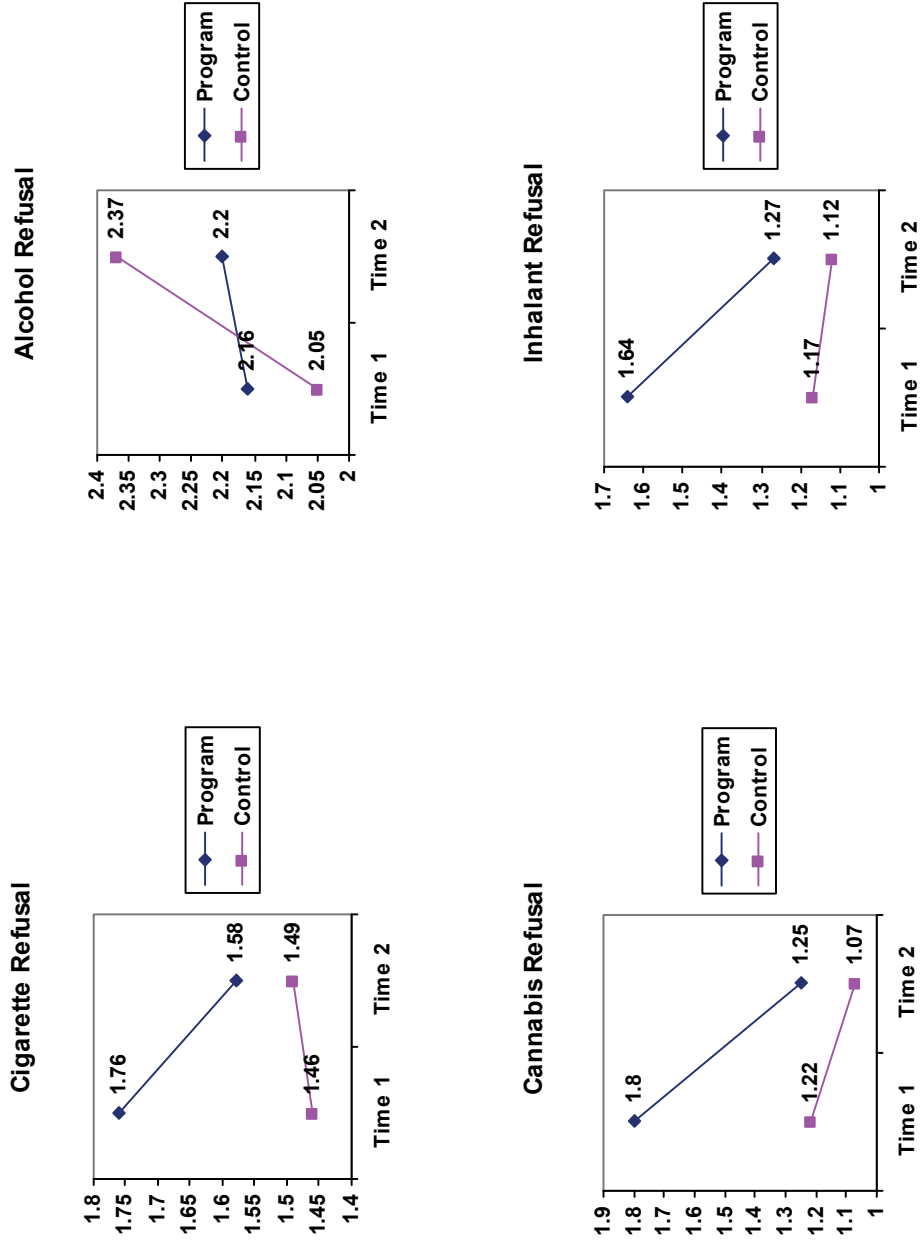 Cigarette Refusal
1.8
1.75
1.7
1.65
1.6
1.55
1.5
1.45
1.4
1.76
1.58
1.46
1.49
Time 1
Time 2
Program
Control
Alcohol Refusal
2.4
2.35
2.3
2.25
2.2
2.15
2.1
2.05
2
2.16
2.2
2.05
2.37
Time 1
Time 2
Program
Control
Cannabis Refusal
1.9
1.8
1.7
1.6
1.5
1.4
1.3
1.2
1.1
1
1.8
1.25
1.22
1.07
Time 1
Time 2
Program
Control
Inhalant Refusal
1.7
1.6
1.5
1.4
1.3
1.2
1.1
1
1.64
1.27
1.17
1.12
Time 1
Time 2
Program
Control